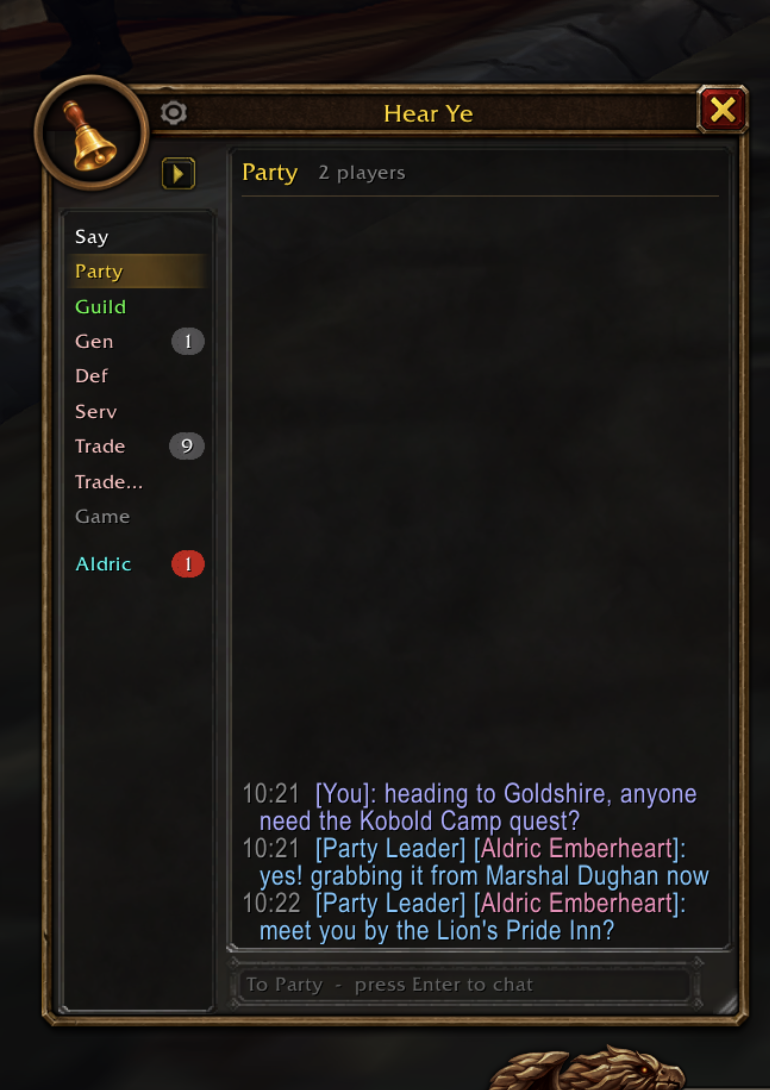 Hear Ye
Party 2 players
Say
Party
Guild
Gen 1
Def
Serv
Trade 9
Trade...
Game
Aldric 1
10:21 [You]: heading to Goldshire, anyone
need the Kobold Camp quest?
10:21 [Party Leader] [Aldric Emberheart]:
yes! grabbing it from Marshal Dughan now
10:22 [Party Leader] [Aldric Emberheart]:
meet you by the Lion's Pride Inn?
To Party - press Enter to chat